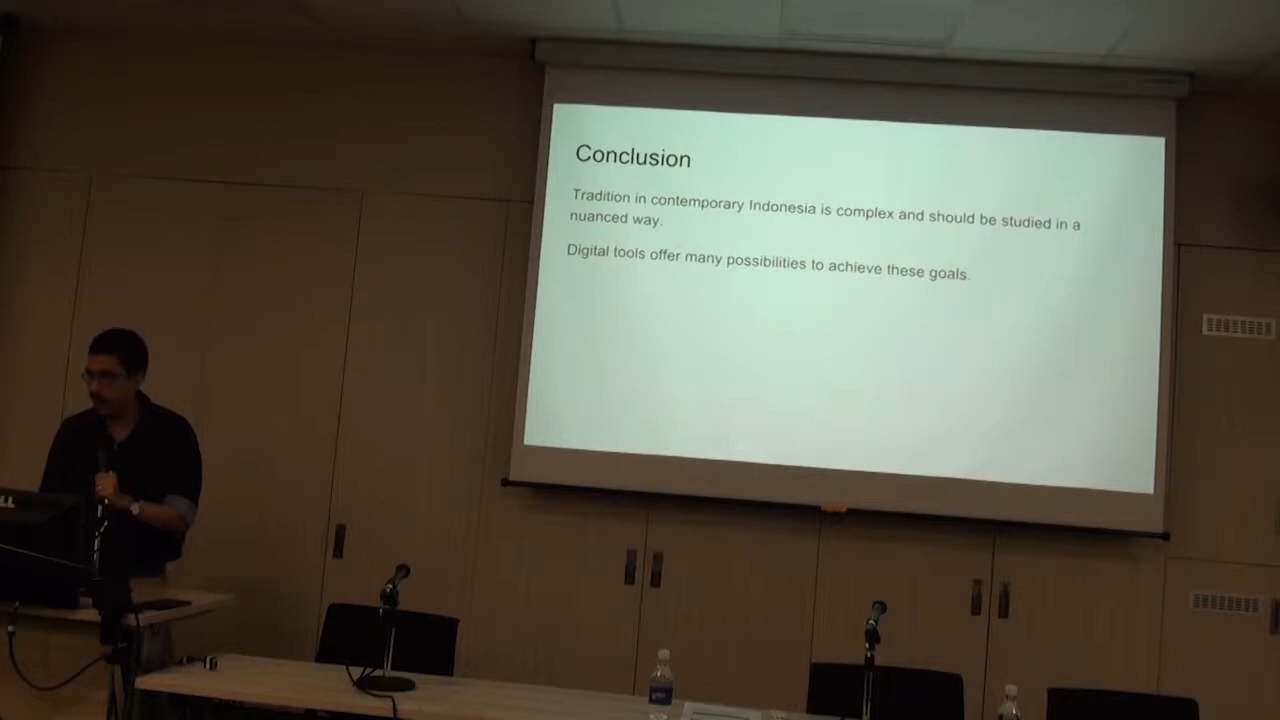 Conclusion
Tradition in contemporary Indonesia is complex and should be studied in a
nuanced way.
Digital tools offer many possibilities to achieve these goals.